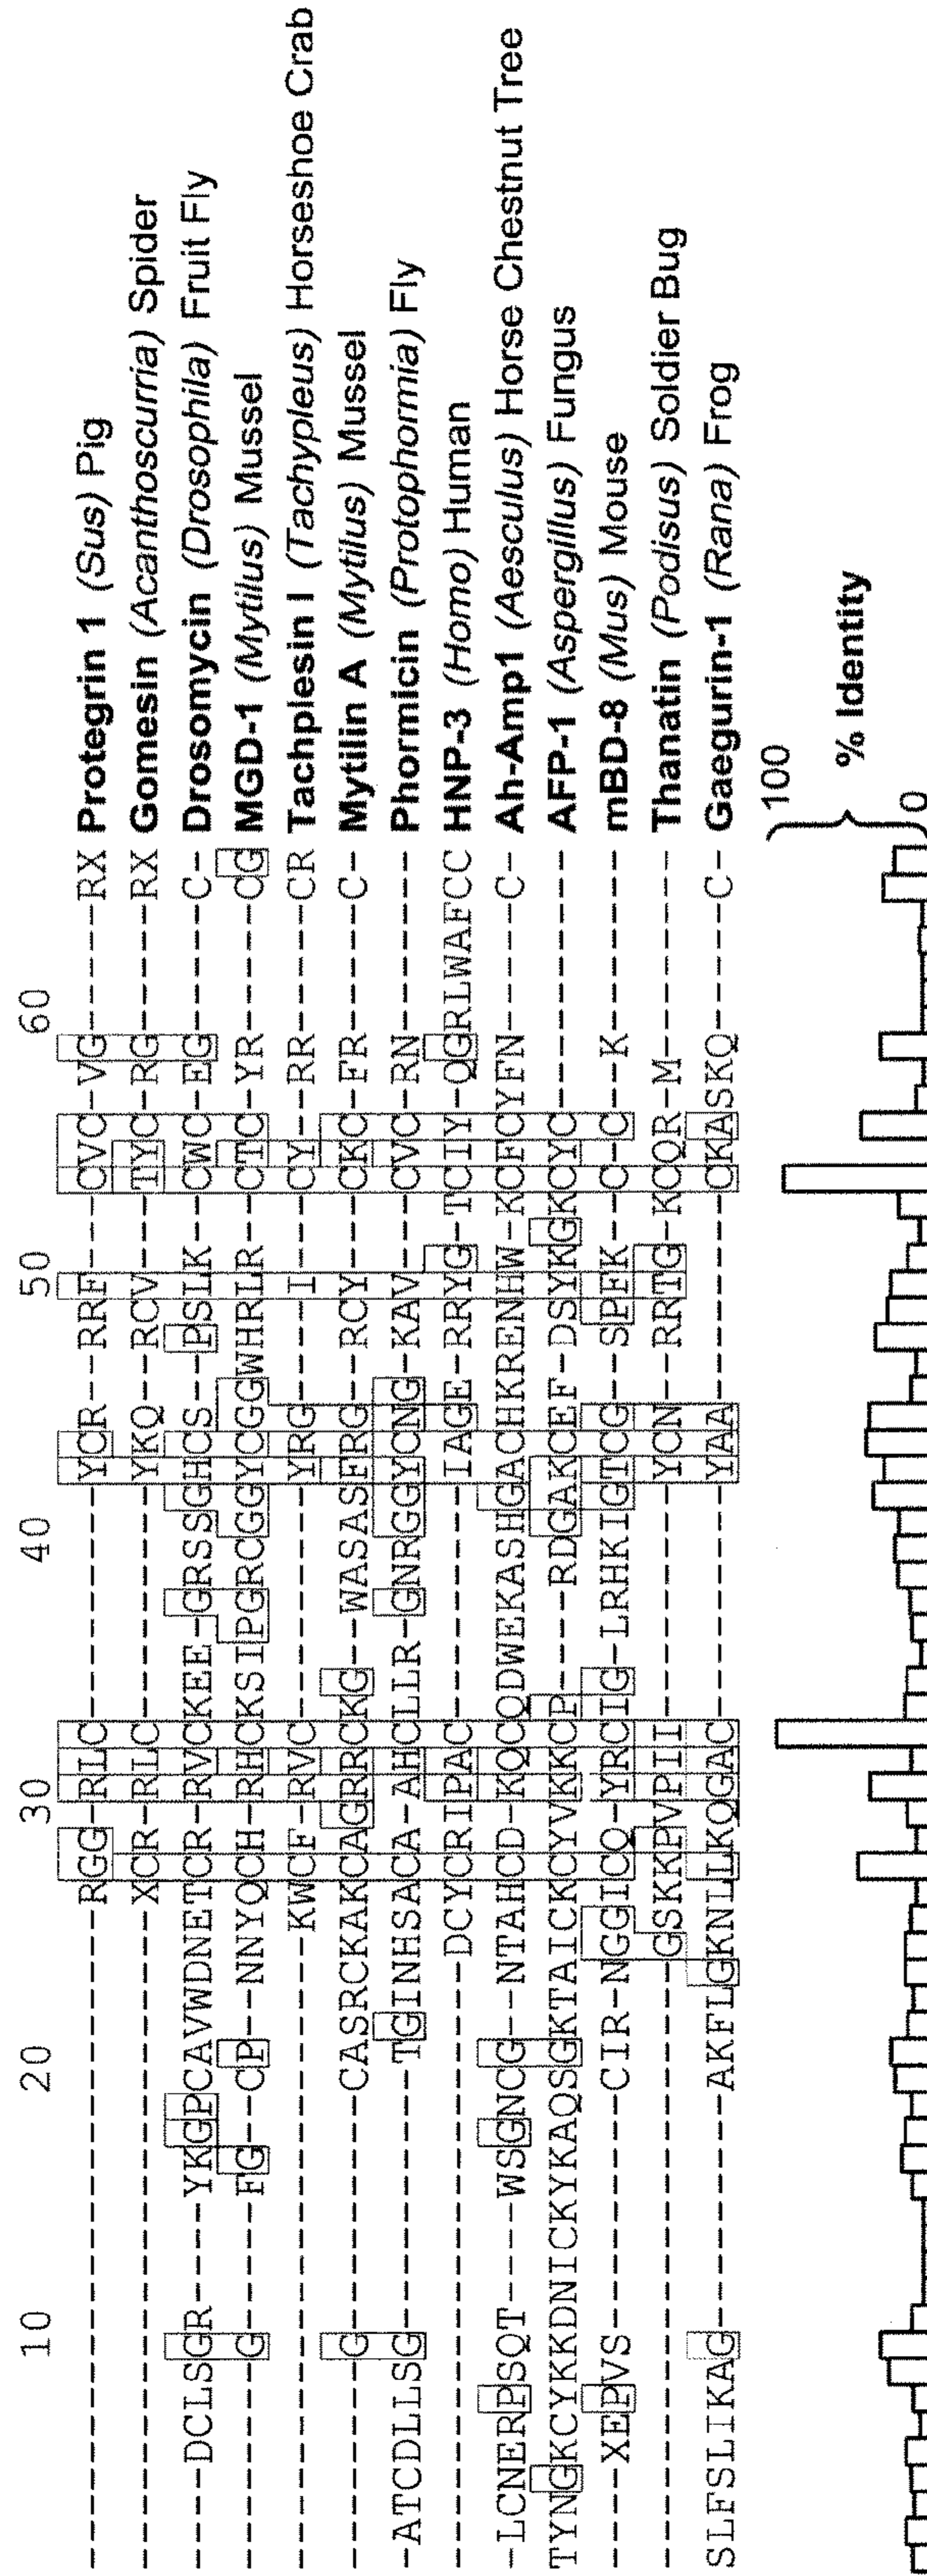 10 20 30 40 50 60
---------------------------RGG-RLC---------YCR--RRF---CVC-VG-------RX Protegrin 1 (Sus) Pig
---------------------------XCR-RLC---------YKQ--RCV---TYC-RG-------RX Gomesin (Acanthoscurria) Spider
----DCLSGR----YKGPCAVWDNETCR-RVCKEE-GRSSGHCS--PSLK---CWC-EG------C- Drosomycin (Drosophila) Fruit Fly
---------G------FG--CP--NNYQCH-RHCKSIPGRCGGYCGGWHRLR--CTC-YR------CG MGD-1 (Mytilus) Mussel
-------------------------KWCF-RVC---------YRG-----I----CY--RR------CR Tachplesin I (Tachypleus) Horseshoe Crab
---------G---------CASRCKAKCAGRRCKG--WASASFRG--RCY----CKC-FR------C- Mytilin A (Mytilus) Mussel
-ATCDLLSG-----------TGINHSACA-AHCLLR-GNRGGYCNG-KAV----CVC-RN-------- Phormicin (Protophormia) Fly
------------------------DCYCRIPAC---------IAGE-RRYG-TCIY-QGRLWAFCC HNP-3 (Homo) Human
-LCNERPSQT----WSGNCG--NTAHCD-KQCQDWEKASHGACHKRENHW-KCFCYFN------C- Ah-Amp1 (Aesculus) Horse Chestnut Tree
TYNGKCYKKDNICKYKAQSGKTAICKCYVKKCP----RDGAKCEF-DSYKGKCYC------------ AFP-1 (Aspergillus) Fungus
----XEPVS----------CIR-NGGICQ-YRCIG-LRHKIGTCG--SPFK---C-C--K-------- mBD-8 (Mus) Mouse
-----------------------GSKKPVPIIYCN--RRTG-KCQR-M-------- Thanatin (Podisus) Soldier Bug
SLFSLIKAG---------AKFLGKNLLKQGAC---------YAA----------CKASKQ-----C- Gaegurin-1 (Rana) Frog
100
% Identity
0